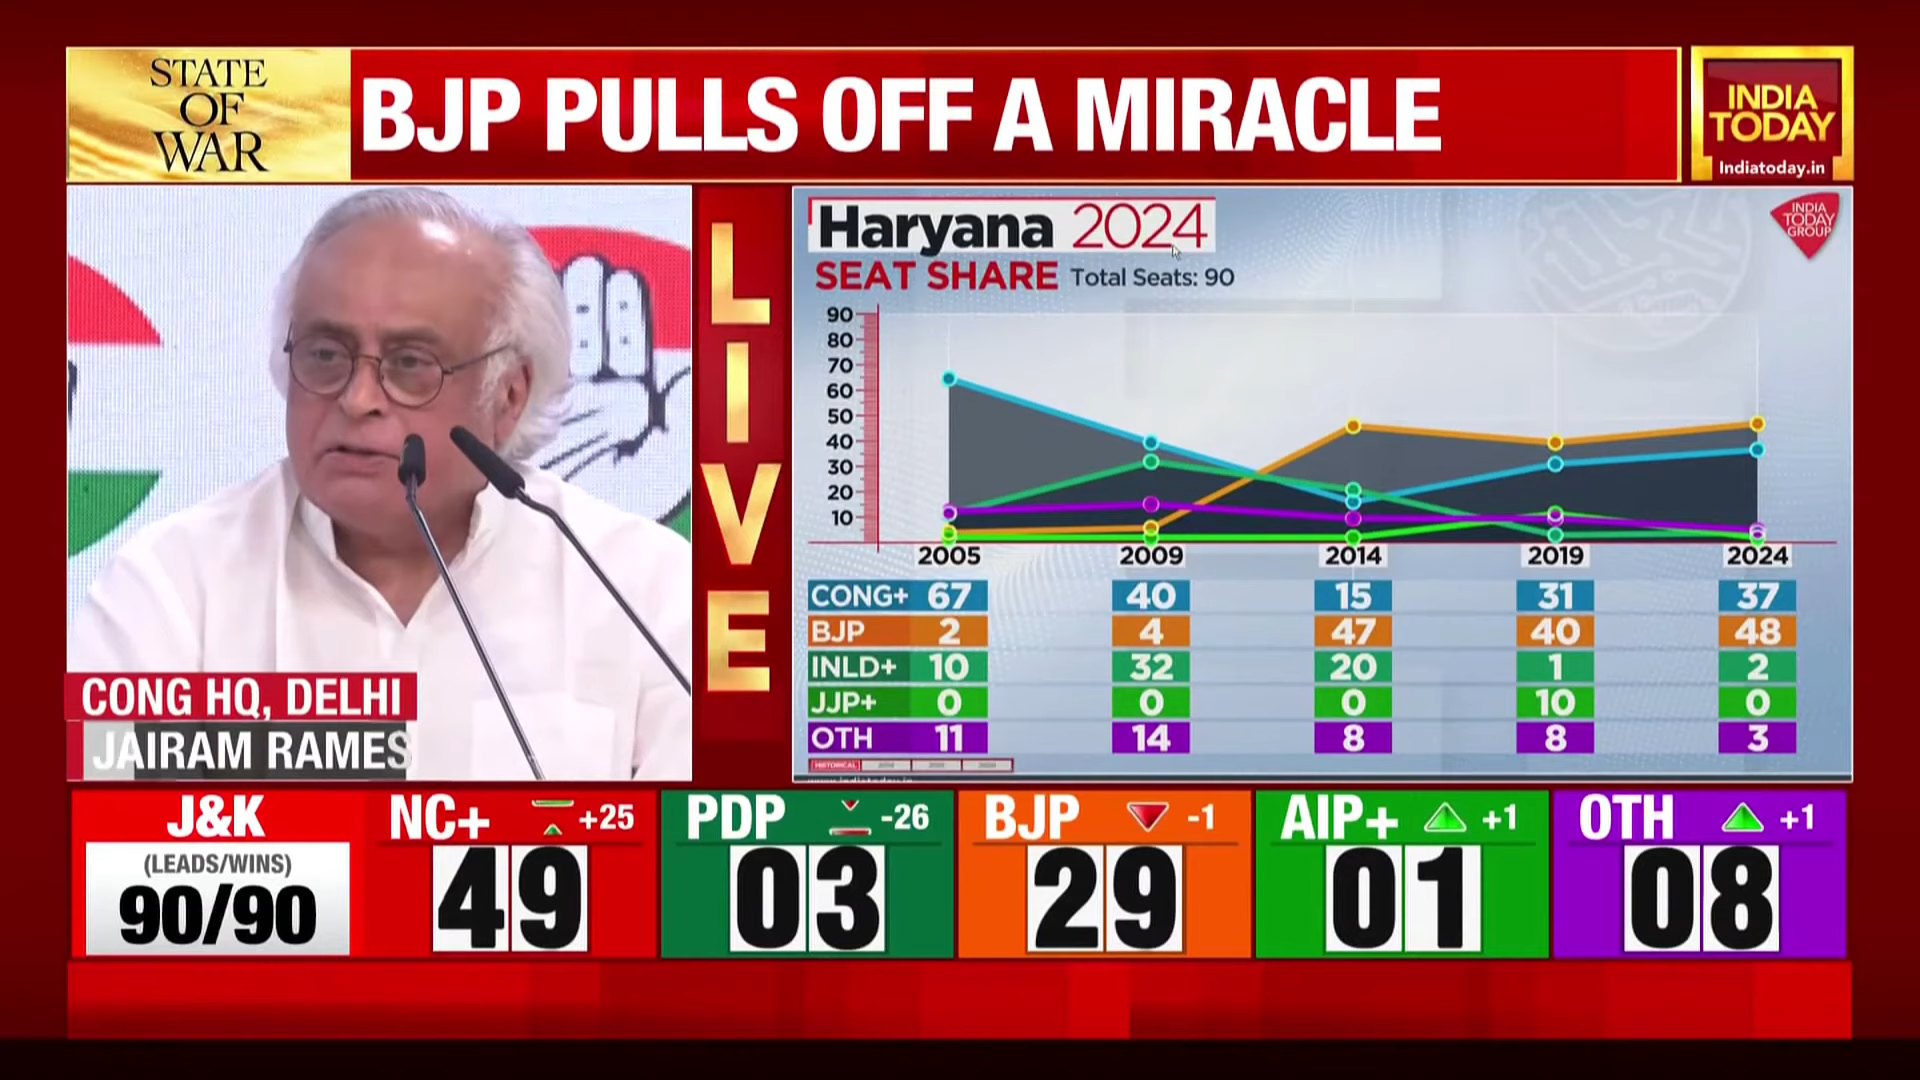 STATE
OF
WAR
BJP PULLS OFF A MIRACLE
INDIA
TODAY
Indiatoday.in
LIVE
Haryana 2024
SEAT SHARE Total Seats: 90
INDIA
TODAY
GROUP
90
80
70
60
50
40
30
20
10
2005 2009 2014 2019 2024
CONG+ 67 40 15 31 37
BJP 2 4 47 40 48
INLD+ 10 32 20 1 2
JJP+ 0 0 0 10 0
OTH 11 14 8 8 3
HISTORICAL
CONG HQ, DELHI
JAIRAM RAMES
J&K
(LEADS/WINS)
90/90
NC+ +25
49
PDP -26
03
BJP -1
29
AIP+ +1
01
OTH +1
08